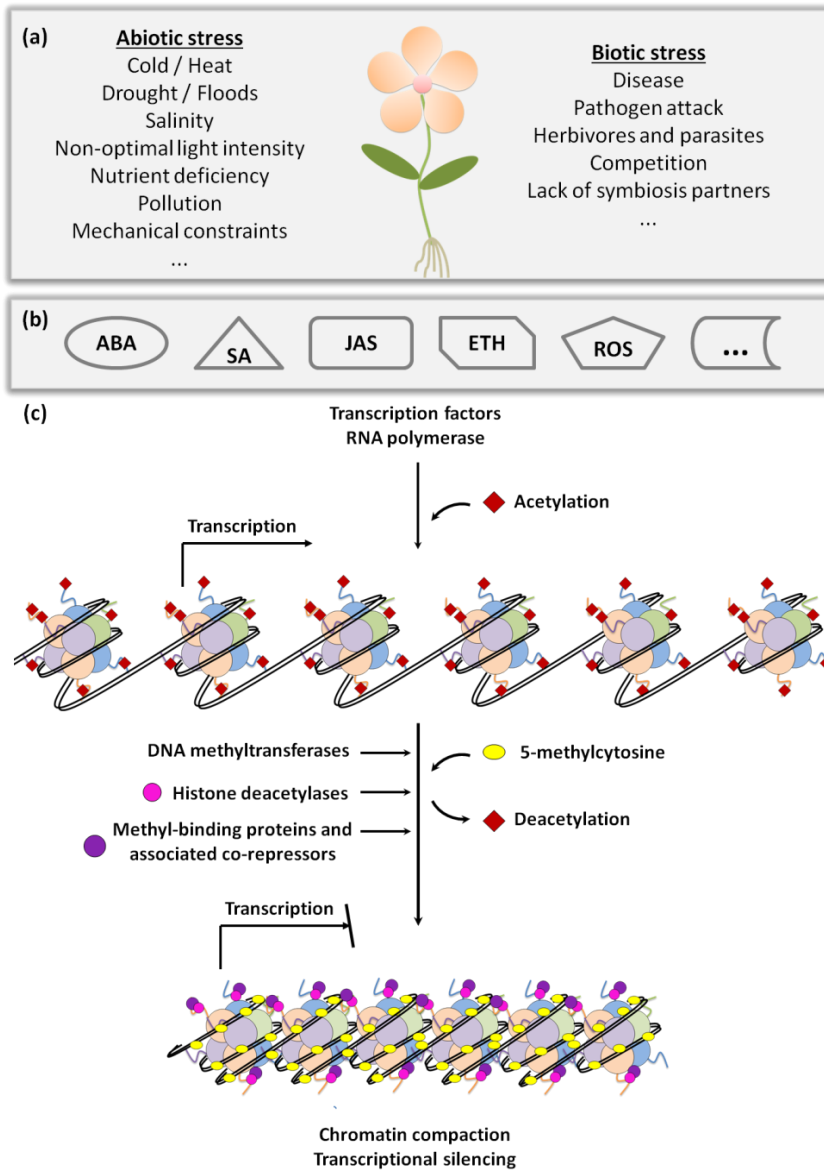 (a)
Abiotic stress
Cold / Heat
Drought / Floods
Salinity
Non-optimal light intensity
Nutrient deficiency
Pollution
Mechanical constraints
...
Biotic stress
Disease
Pathogen attack
Herbivores and parasites
Competition
Lack of symbiosis partners
...
(b)
ABA
SA
JAS
ETH
ROS
...
(c)
Transcription factors
RNA polymerase
Acetylation
Transcription
DNA methyltransferases
5-methylcytosine
Histone deacetylases
Deacetylation
Methyl-binding proteins and
associated co-repressors
Transcription
Chromatin compaction
Transcriptional silencing